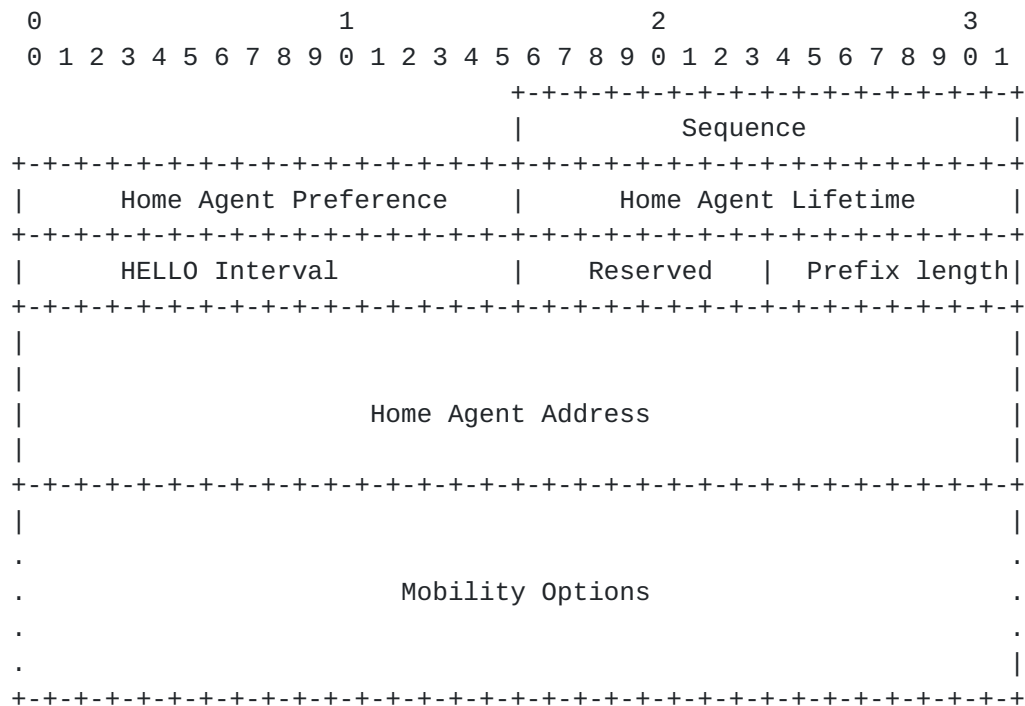 0                   1                   2                   3
 0 1 2 3 4 5 6 7 8 9 0 1 2 3 4 5 6 7 8 9 0 1 2 3 4 5 6 7 8 9 0 1
                                +-+-+-+-+-+-+-+-+-+-+-+-+-+-+-+-+
                                |          Sequence             |
+-+-+-+-+-+-+-+-+-+-+-+-+-+-+-+-+-+-+-+-+-+-+-+-+-+-+-+-+-+-+-+-+
|      Home Agent Preference    |      Home Agent Lifetime      |
+-+-+-+-+-+-+-+-+-+-+-+-+-+-+-+-+-+-+-+-+-+-+-+-+-+-+-+-+-+-+-+-+
|      HELLO Interval           |    Reserved   |  Prefix length|
+-+-+-+-+-+-+-+-+-+-+-+-+-+-+-+-+-+-+-+-+-+-+-+-+-+-+-+-+-+-+-+-+
|                                                               |
|                                                               |
|                      Home Agent Address                       |
|                                                               |
+-+-+-+-+-+-+-+-+-+-+-+-+-+-+-+-+-+-+-+-+-+-+-+-+-+-+-+-+-+-+-+-+
|                                                               |
.                                                               .
.                        Mobility Options                       .
.                                                               .
.                                                               |
+-+-+-+-+-+-+-+-+-+-+-+-+-+-+-+-+-+-+-+-+-+-+-+-+-+-+-+-+-+-+-+-+